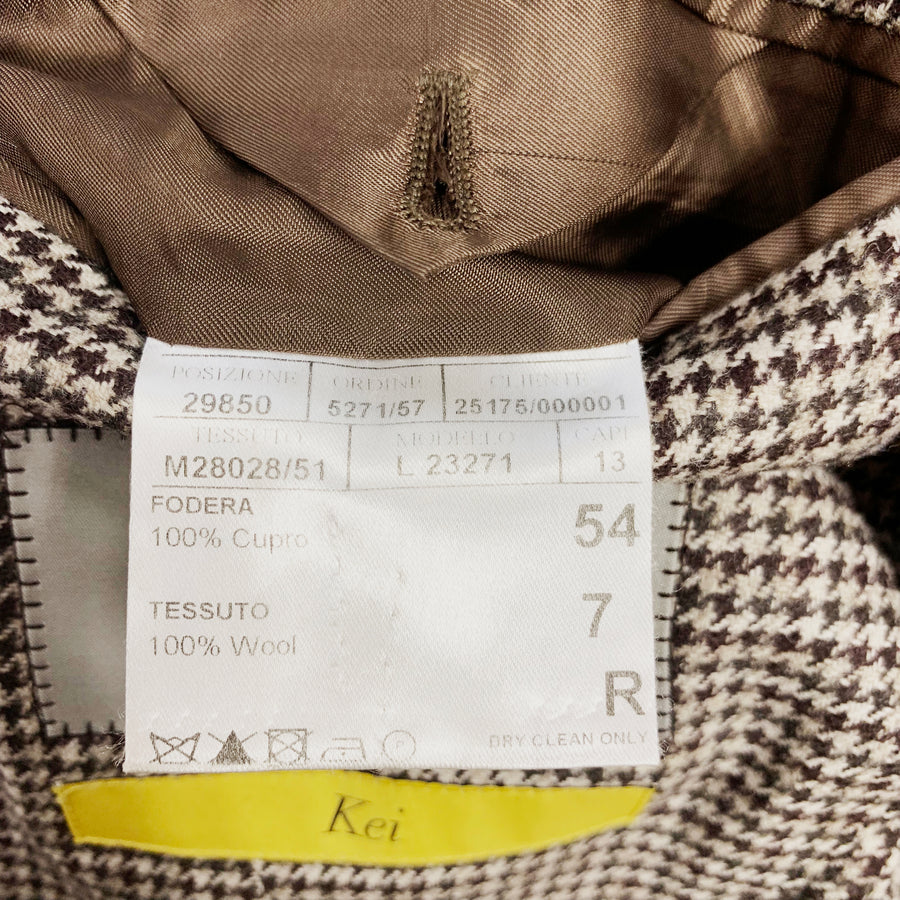 POSIZIONE ORDINE CLIENTE
29850 5271/57 25175/000001
TESSUTO MODELLO CAPI
M28028/51 L 23271 13
FODERA
100% Cupro
54
TESSUTO
100% Wool
7
R
P
DRY CLEAN ONLY
Kei